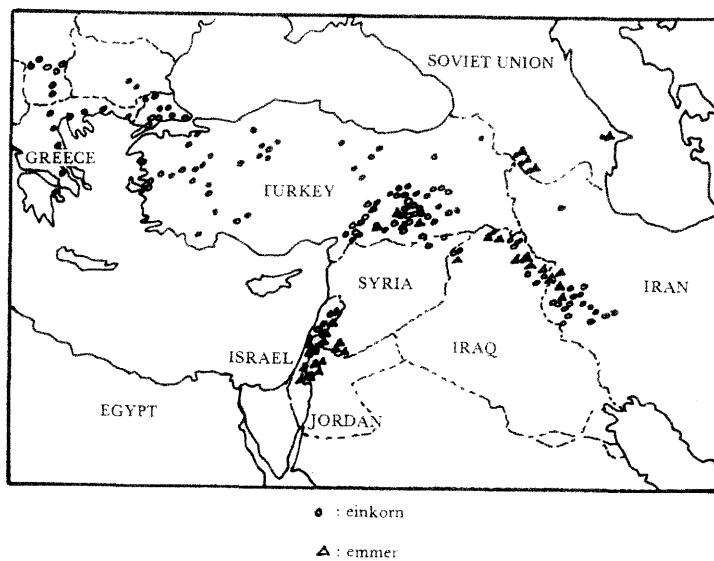 SOVIET UNION
GREECE
TURKEY
SYRIA
IRAN
ISRAEL
IRAQ
EGYPT
JORDAN
: einkorn
: emmer